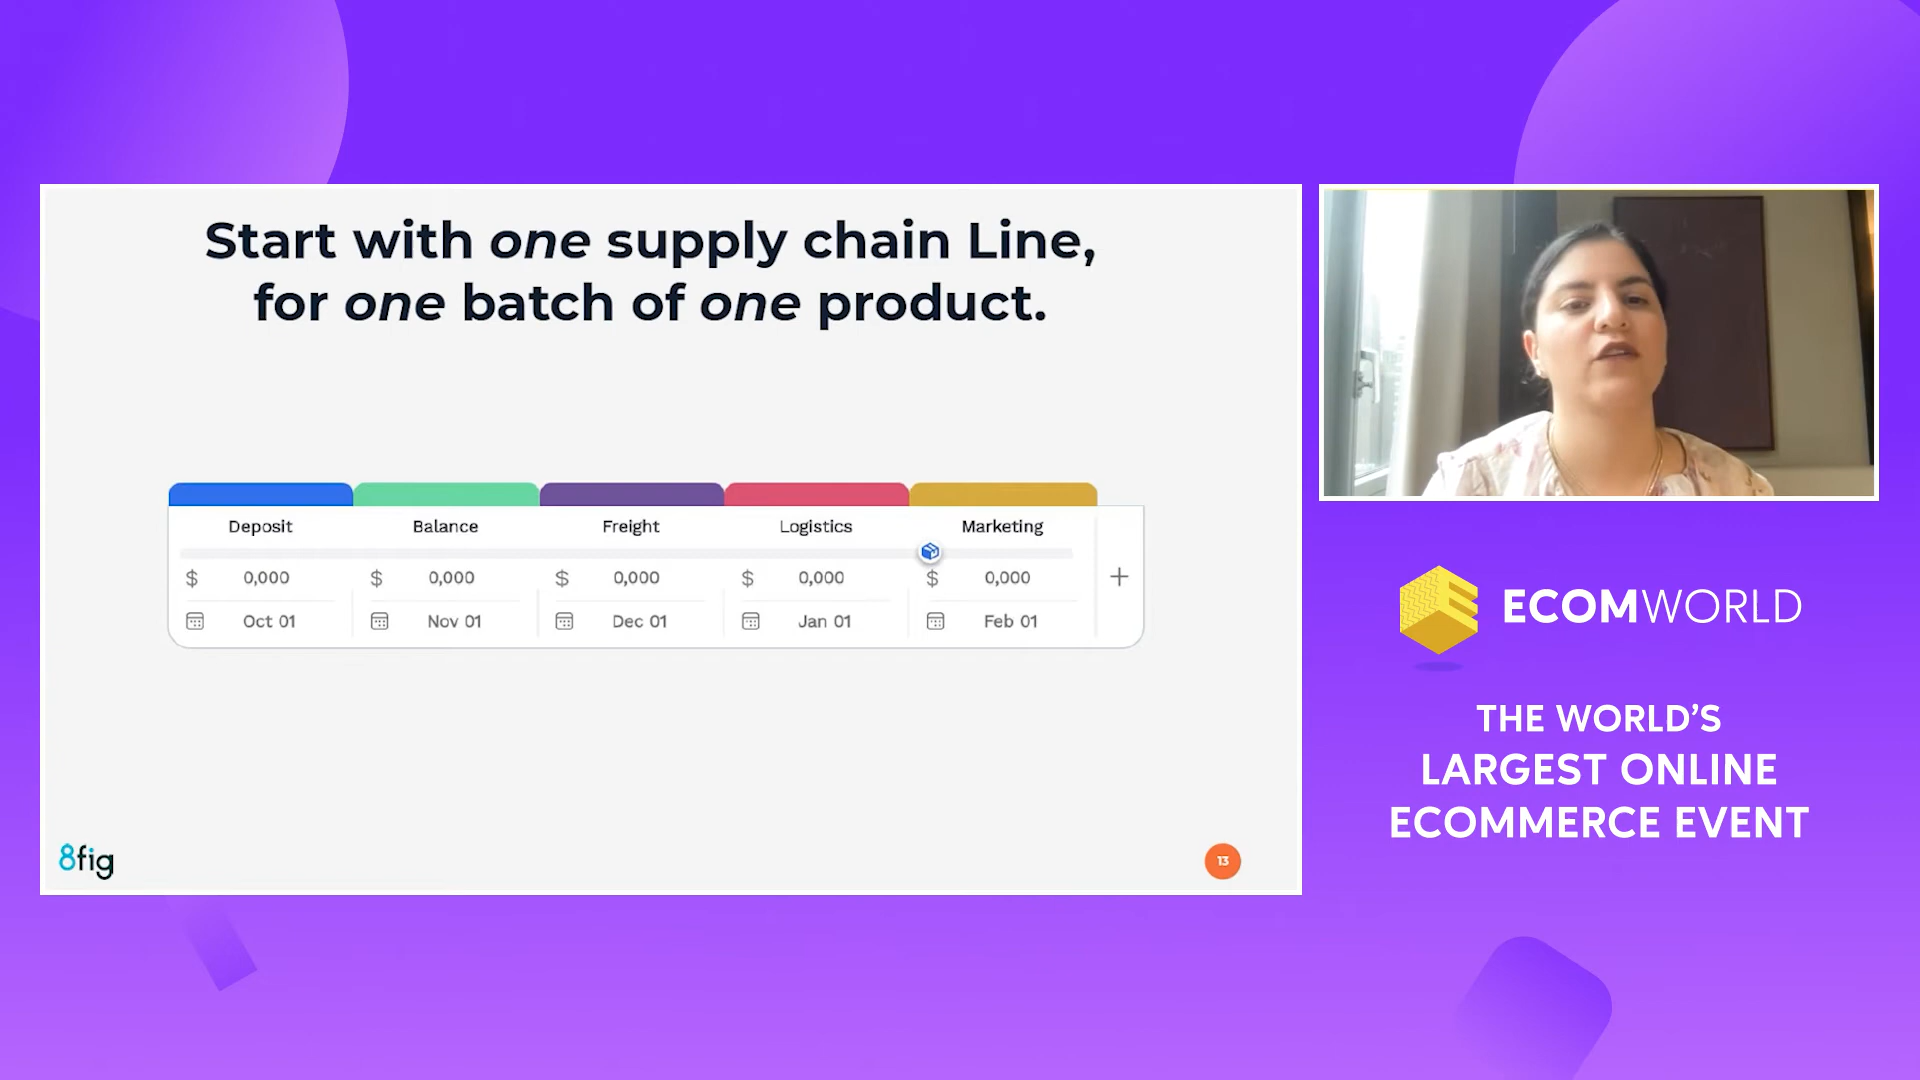 Start with one supply chain Line,
for one batch of one product.
Deposit Balance Freight Logistics Marketing
$ 0,000 $ 0,000 $ 0,000 $ 0,000 $ 0,000 +
Oct 01 Nov 01 Dec 01 Jan 01 Feb 01
8fig
13
ECOMWORLD
THE WORLD’S
LARGEST ONLINE
ECOMMERCE EVENT